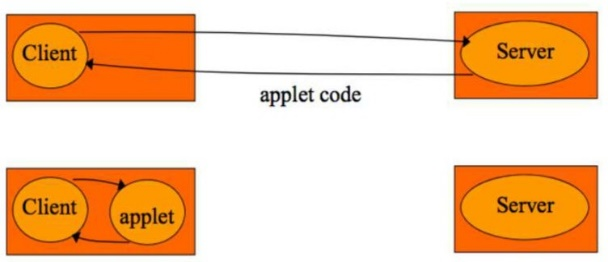 Client
Server
applet code
Client
applet
Server